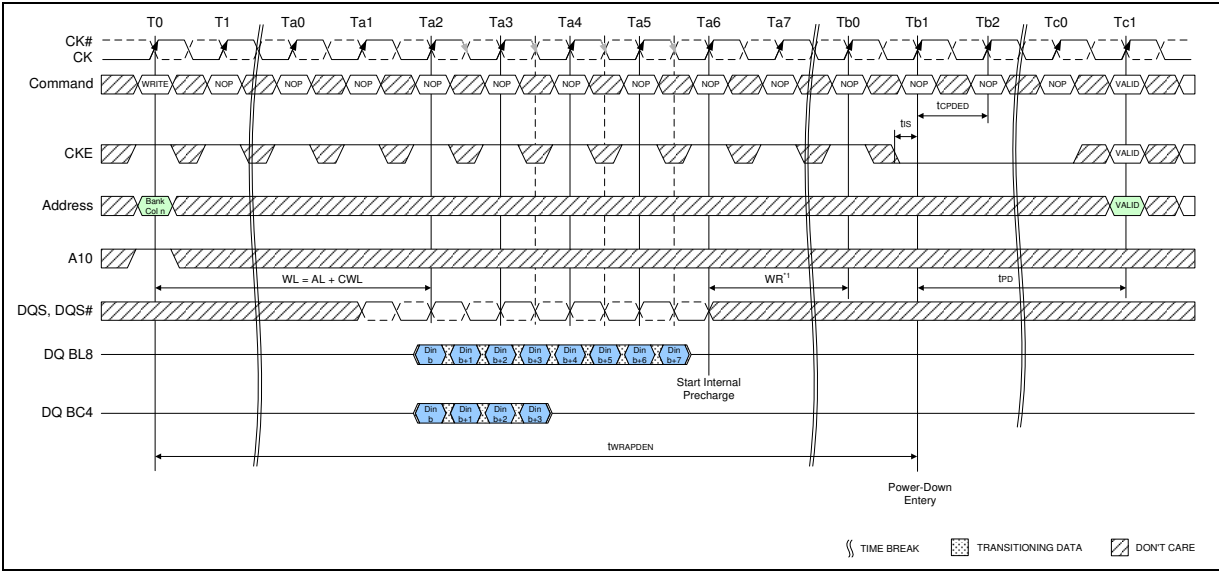 T0 T1 Ta0 Ta1 Ta2 Ta3 Ta4 Ta5 Ta6 Ta7 Tb0 Tb1 Tb2 Tc0 Tc1
CK#
CK
Command WRITE NOP NOP NOP NOP NOP NOP NOP NOP NOP NOP NOP NOP NOP VALID
tCPDED
tIS
CKE VALID
Address Bank Col n VALID
A10
WL = AL + CWL WR*1 tPD
DQS, DQS#
DQ BL8 Din b Din b+1 Din b+2 Din b+3 Din b+4 Din b+5 Din b+6 Din b+7
Start Internal
Precharge
DQ BC4 Din b Din b+1 Din b+2 Din b+3
tWRAPDEN
Power-Down
Entery
TIME BREAK TRANSITIONING DATA DON'T CARE